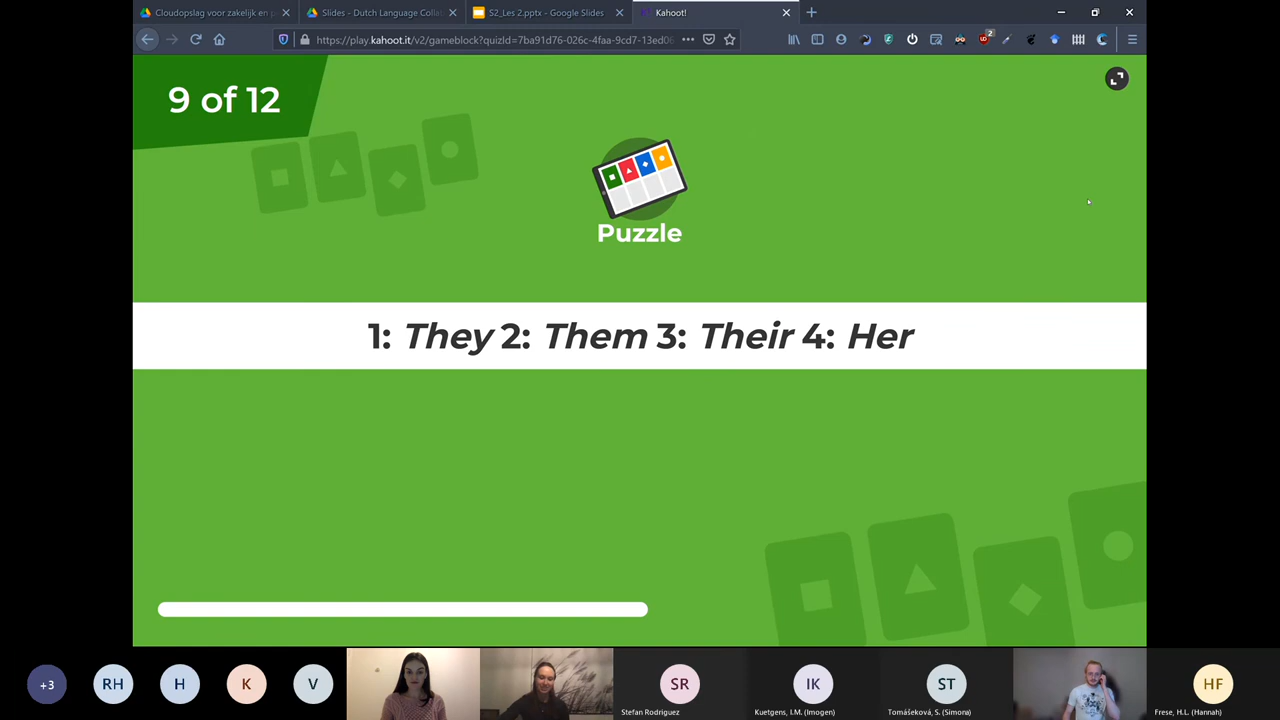 Cloudopslag voor zakelijk en p
Slides - Dutch Language Colla
S2_Les 2.pptx - Google Slides
Kahoot!
https://play.kahoot.it/v2/gameblock?quizId=7ba91d76-026c-4faa-9cd7-13ed06
2
9 of 12
Puzzle
1: They 2: Them 3: Their 4: Her
+3
RH
H
K
V
SR
Stefan Rodriguez
IK
Kuetgens, I.M. (Imogen)
ST
Tomášeková, S. (Simona)
HF
Frese, H.L. (Hannah)